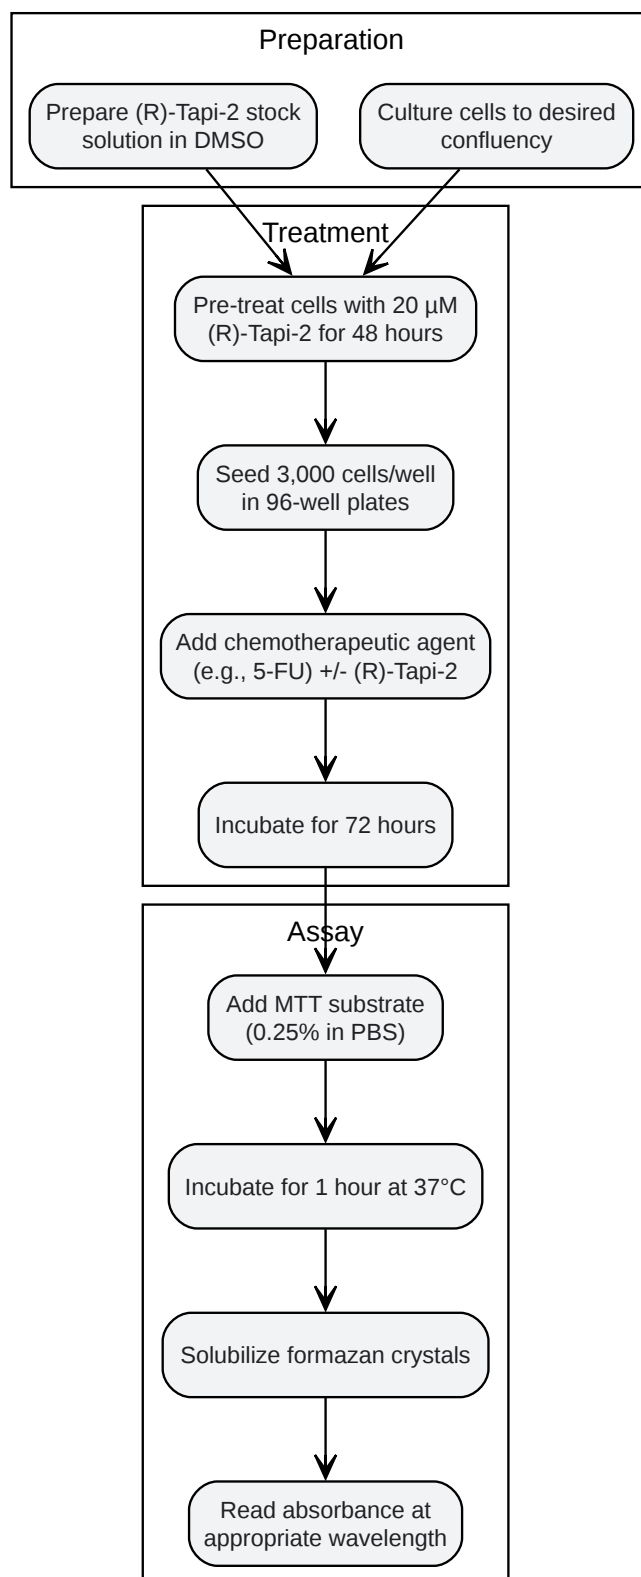 Preparation
Prepare (R)-Tapi-2 stock
solution in DMSO
Culture cells to desired
confluency
Treatment
Pre-treat cells with 20 µM
(R)-Tapi-2 for 48 hours
Seed 3,000 cells/well
in 96-well plates
Add chemotherapeutic agent
(e.g., 5-FU) +/- (R)-Tapi-2
Incubate for 72 hours
Assay
Add MTT substrate
(0.25% in PBS)
Incubate for 1 hour at 37°C
Solubilize formazan crystals
Read absorbance at
appropriate wavelength